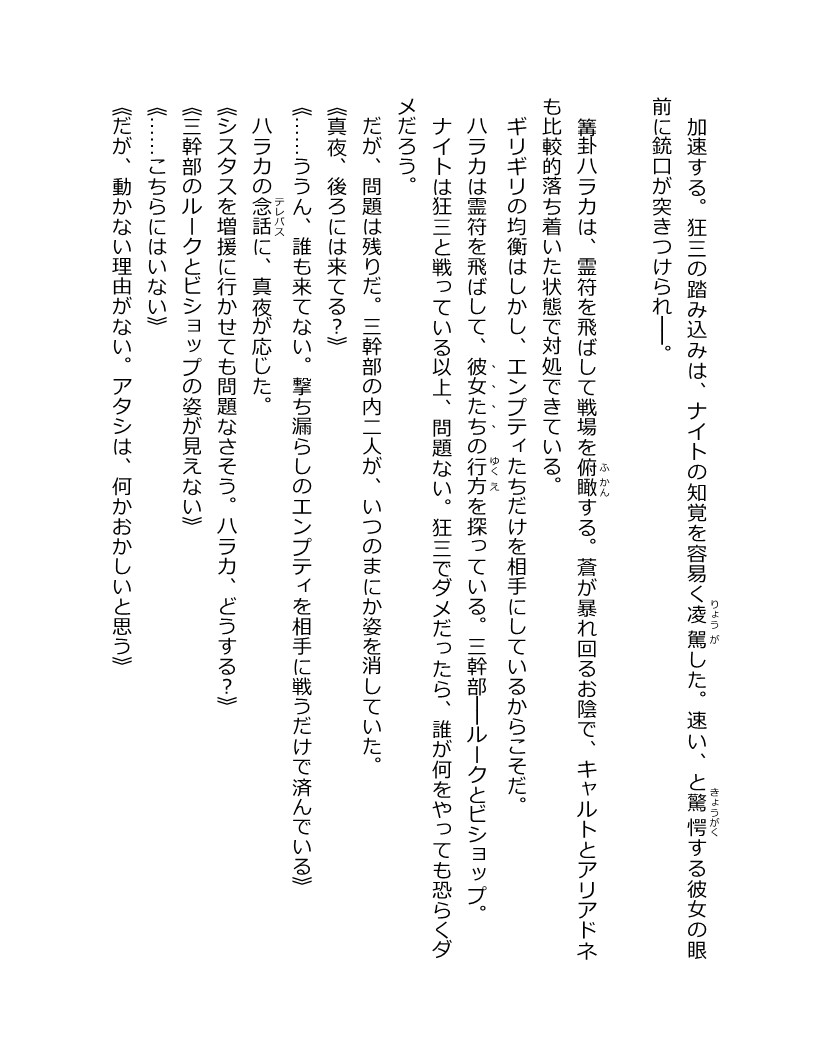 加速する。狂三の踏み込みは、ナイトの知覚を容易く凌駕した。速い、と驚愕する彼女の眼
前に銃口が突きつけられ――。
篝卦ハラカは、霊符を飛ばして戦場を俯瞰する。蒼が暴れ回るお陰で、キャルトとアリアドネ
も比較的落ち着いた状態で対処できている。
ギリギリの均衡はしかし、エンプティたちだけを相手にしているからこそだ。
ハラカは霊符を飛ばして、彼女たちの行方を探っている。三幹部――ルークとビショップ。
ナイトは狂三と戦っている以上、問題ない。狂三でダメだったら、誰が何をやっても恐らくダ
メだろう。
だが、問題は残りだ。三幹部の内二人が、いつのまにか姿を消していた。
《真夜、後ろには来てる?》
《……ううん、誰も来てない。撃ち漏らしのエンプティを相手に戦うだけで済んでいる》
ハラカの念話に、真夜が応じた。
《シスタスを増援に行かせても問題なさそう。ハラカ、どうする?》
《三幹部のルークとビショップの姿が見えない》
《……こちらにはいない》
《だが、動かない理由がない。アタシは、何かおかしいと思う》